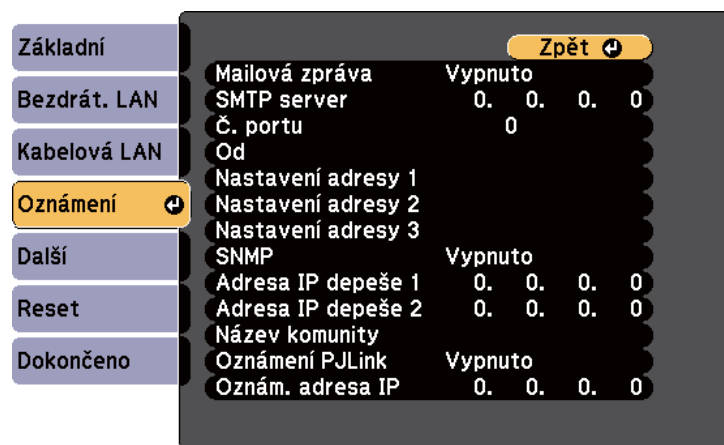 Základní
Bezdrát. LAN
Kabelová LAN
Oznámení
Další
Reset
Dokončeno
Zpět
Mailová zpráva Vypnuto
SMTP server 0. 0. 0. 0
Č. portu 0
Od
Nastavení adresy 1
Nastavení adresy 2
Nastavení adresy 3
SNMP Vypnuto
Adresa IP depeše 1 0. 0. 0. 0
Adresa IP depeše 2 0. 0. 0. 0
Název komunity
Oznámení PJLink Vypnuto
Oznám. adresa IP 0. 0. 0. 0